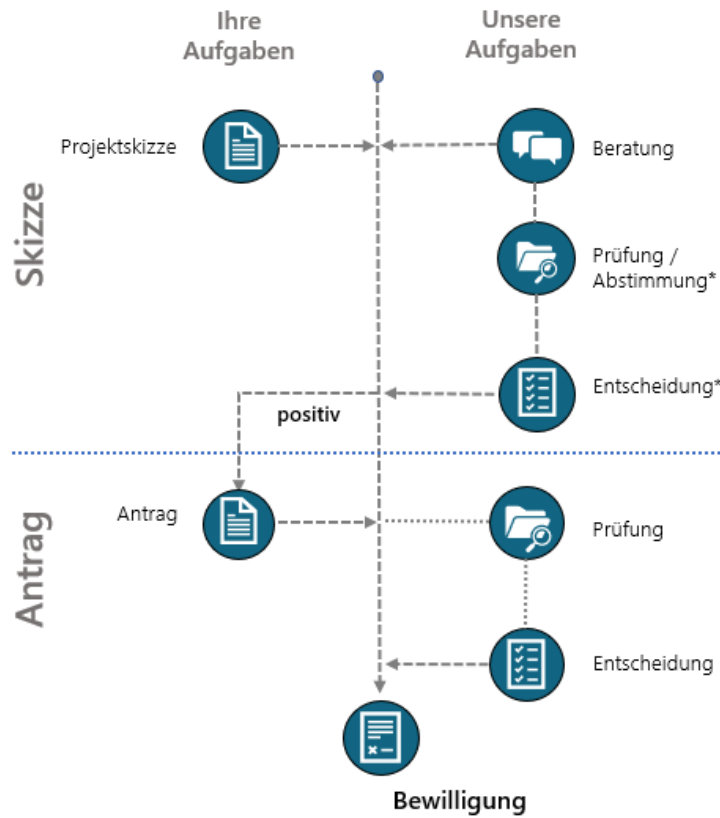 Ihre
Aufgaben
Unsere
Aufgaben
Skizze
Projektskizze
Beratung
Prüfung /
Abstimmung*
Entscheidung*
positiv
Antrag
Antrag
Prüfung
Entscheidung
Bewilligung